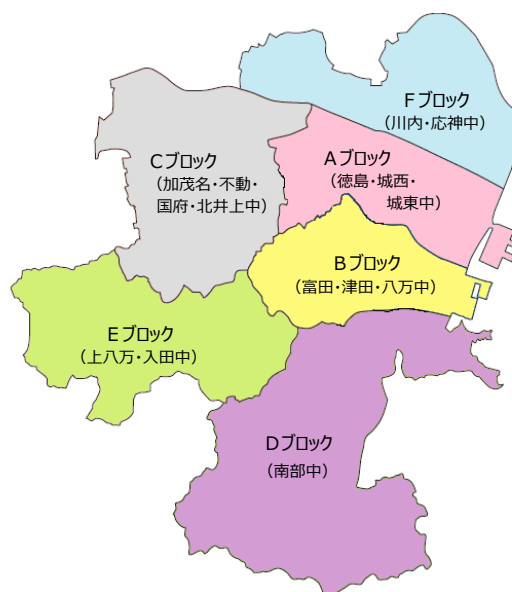 Fブロック
(川内・応神中)
Aブロック
(徳島・城西・
城東中)
Cブロック
(加茂名・不動・
国府・北井上中)
Bブロック
(富田・津田・八万中)
Eブロック
(上八万・入田中)
Dブロック
(南部中)